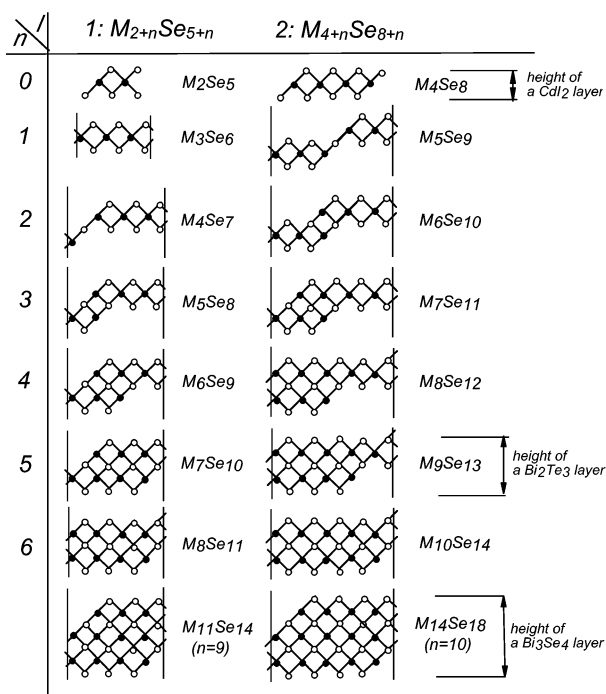 n l 1: M2+nSe5+n 2: M4+nSe8+n
0 M2Se5 M4Se8 height of
a CdI2 layer
1 M3Se6 M5Se9
2 M4Se7 M6Se10
3 M5Se8 M7Se11
4 M6Se9 M8Se12
5 M7Se10 M9Se13 height of
a Bi2Te3 layer
6 M8Se11 M10Se14
M11Se14 M14Se18 height of
(n=9) (n=10) a Bi3Se4 layer